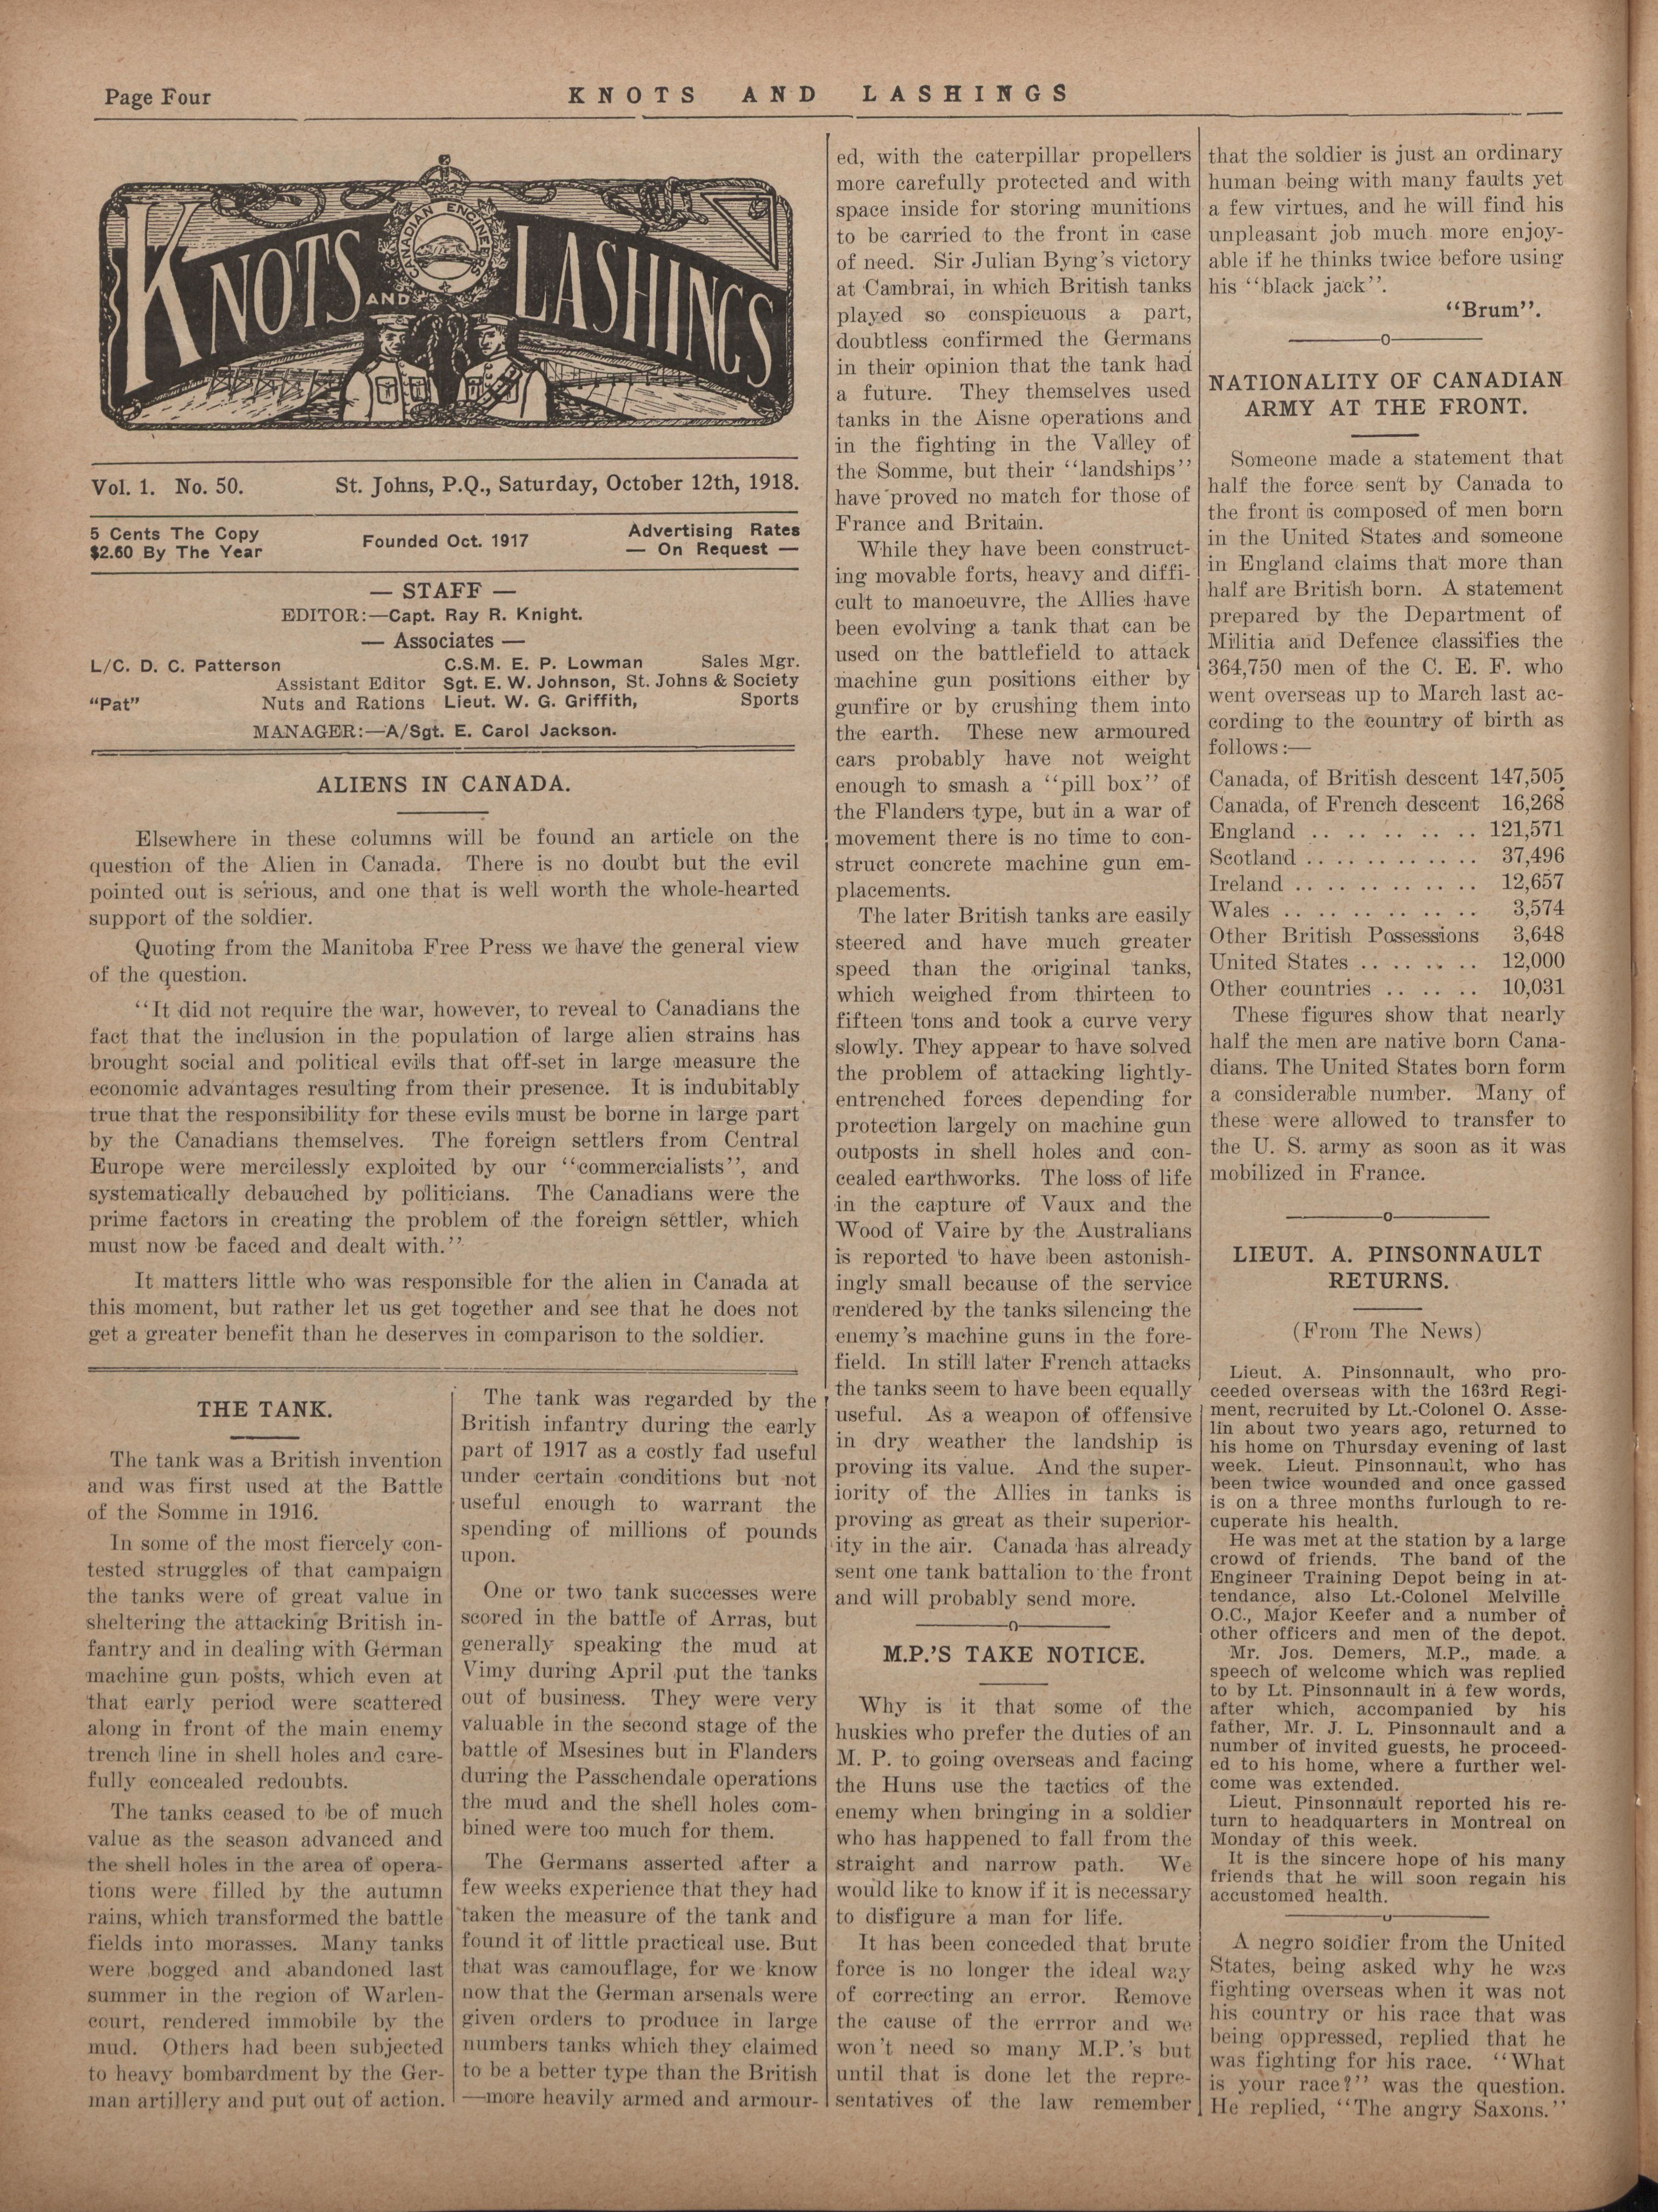 Page Four
KNOTS AND LASHINGS
KNOTS AND LASHINGS
CANADIAN ENGINEERS
Vol. 1. No. 50. St. Johns, P.Q., Saturday, October 12th, 1918.
5 Cents The Copy
$2.60 By The Year
Founded Oct. 1917
Advertising Rates
— On Request —
— STAFF —
EDITOR:—Capt. Ray R. Knight.
— Associates —
L/C. D. C. Patterson C.S.M. E. P. Lowman Sales Mgr.
Assistant Editor Sgt. E. W. Johnson, St. Johns & Society
"Pat" Nuts and Rations Lieut. W. G. Griffith, Sports
MANAGER:—A/Sgt. E. Carol Jackson.
ALIENS IN CANADA.
Elsewhere in these columns will be found an article on the
question of the Alien in Canada. There is no doubt but the evil
pointed out is serious, and one that is well worth the whole-hearted
support of the soldier.
Quoting from the Manitoba Free Press we have the general view
of the question.
"It did not require the war, however, to reveal to Canadians the
fact that the inclusion in the population of large alien strains has
brought social and political evils that off-set in large measure the
economic advantages resulting from their presence. It is indubitably
true that the responsibility for these evils must be borne in large part
by the Canadians themselves. The foreign settlers from Central
Europe were mercilessly exploited by our "commercialists", and
systematically debauched by politicians. The Canadians were the
prime factors in creating the problem of the foreign settler, which
must now be faced and dealt with."
It matters little who was responsible for the alien in Canada at
this moment, but rather let us get together and see that he does not
get a greater benefit than he deserves in comparison to the soldier.
THE TANK.
The tank was a British invention
and was first used at the Battle
of the Somme in 1916.
In some of the most fiercely con-
tested struggles of that campaign
the tanks were of great value in
sheltering the attacking British in-
fantry and in dealing with German
machine gun posts, which even at
that early period were scattered
along in front of the main enemy
trench line in shell holes and care-
fully concealed redoubts.
The tanks ceased to be of much
value as the season advanced and
the shell holes in the area of opera-
tions were filled by the autumn
rains, which transformed the battle
fields into morasses. Many tanks
were bogged and abandoned last
summer in the region of Warlen-
court, rendered immobile by the
mud. Others had been subjected
to heavy bombardment by the Ger-
man artillery and put out of action.
The tank was regarded by the
British infantry during the early
part of 1917 as a costly fad useful
under certain conditions but not
useful enough to warrant the
spending of millions of pounds
upon.
One or two tank successes were
scored in the battle of Arras, but
generally speaking the mud at
Vimy during April put the tanks
out of business. They were very
valuable in the second stage of the
battle of Msesines but in Flanders
during the Passchendale operations
the mud and the shell holes com-
bined were too much for them.
The Germans asserted after a
few weeks experience that they had
taken the measure of the tank and
found it of little practical use. But
that was camouflage, for we know
now that the German arsenals were
given orders to produce in large
numbers tanks which they claimed
to be a better type than the British
—more heavily armed and armour-
ed, with the caterpillar propellers
more carefully protected and with
space inside for storing munitions
to be carried to the front in case
of need. Sir Julian Byng's victory
at Cambrai, in which British tanks
played so conspicuous a part,
doubtless confirmed the Germans
in their opinion that the tank had
a future. They themselves used
tanks in the Aisne operations and
in the fighting in the Valley of
the Somme, but their "landships"
have proved no match for those of
France and Britain.
While they have been construct-
ing movable forts, heavy and diffi-
cult to manoeuvre, the Allies have
been evolving a tank that can be
used on the battlefield to attack
machine gun positions either by
gunfire or by crushing them into
the earth. These new armoured
cars probably have not weight
enough to smash a "pill box" of
the Flanders type, but in a war of
movement there is no time to con-
struct concrete machine gun em-
placements.
The later British tanks are easily
steered and have much greater
speed than the original tanks,
which weighed from thirteen to
fifteen tons and took a curve very
slowly. They appear to have solved
the problem of attacking lightly-
entrenched forces depending for
protection largely on machine gun
outposts in shell holes and con-
cealed earthworks. The loss of life
in the capture of Vaux and the
Wood of Vaire by the Australians
is reported to have been astonish-
ingly small because of the service
rendered by the tanks silencing the
enemy's machine guns in the fore-
field. In still later French attacks
the tanks seem to have been equally
useful. As a weapon of offensive
in dry weather the landship is
proving its value. And the super-
iority of the Allies in tanks is
proving as great as their superior-
ity in the air. Canada has already
sent one tank battalion to the front
and will probably send more.
M.P.'S TAKE NOTICE.
Why is it that some of the
huskies who prefer the duties of an
M. P. to going overseas and facing
the Huns use the tactics of the
enemy when bringing in a soldier
who has happened to fall from the
straight and narrow path. We
would like to know if it is necessary
to disfigure a man for life.
It has been conceded that brute
force is no longer the ideal way
of correcting an error. Remove
the cause of the errror and we
won't need so many M.P.'s but
until that is done let the repre-
sentatives of the law remember
that the soldier is just an ordinary
human being with many faults yet
a few virtues, and he will find his
unpleasant job much more enjoy-
able if he thinks twice before using
his "black jack".
"Brum".
NATIONALITY OF CANADIAN
ARMY AT THE FRONT.
Someone made a statement that
half the force sent by Canada to
the front is composed of men born
in the United States and someone
in England claims that more than
half are British born. A statement
prepared by the Department of
Militia and Defence classifies the
364,750 men of the C. E. F. who
went overseas up to March last ac-
cording to the country of birth as
follows:—
Canada, of British descent 147,505
Canada, of French descent 16,268
England .. .. .. .. .. 121,571
Scotland .. .. .. .. .. .. 37,496
Ireland .. .. .. .. .. .. 12,657
Wales .. .. .. .. .. .. 3,574
Other British Possessions 3,648
United States .. .. .. .. 12,000
Other countries .. .. .. 10,031
These figures show that nearly
half the men are native born Cana-
dians. The United States born form
a considerable number. Many of
these were allowed to transfer to
the U. S. army as soon as it was
mobilized in France.
LIEUT. A. PINSONNAULT
RETURNS.
(From The News)
Lieut. A. Pinsonnault, who pro-
ceeded overseas with the 163rd Regi-
ment, recruited by Lt.-Colonel O. Asse-
lin about two years ago, returned to
his home on Thursday evening of last
week. Lieut. Pinsonnault, who has
been twice wounded and once gassed
is on a three months furlough to re-
cuperate his health.
He was met at the station by a large
crowd of friends. The band of the
Engineer Training Depot being in at-
tendance, also Lt.-Colonel Melville
O.C., Major Keefer and a number of
other officers and men of the depot.
Mr. Jos. Demers, M.P., made a
speech of welcome which was replied
to by Lt. Pinsonnault in a few words,
after which, accompanied by his
father, Mr. J. L. Pinsonnault and a
number of invited guests, he proceed-
ed to his home, where a further wel-
come was extended.
Lieut. Pinsonnault reported his re-
turn to headquarters in Montreal on
Monday of this week.
It is the sincere hope of his many
friends that he will soon regain his
accustomed health.
A negro soldier from the United
States, being asked why he was
fighting overseas when it was not
his country or his race that was
being oppressed, replied that he
was fighting for his race. "What
is your race?" was the question.
He replied, "The angry Saxons."